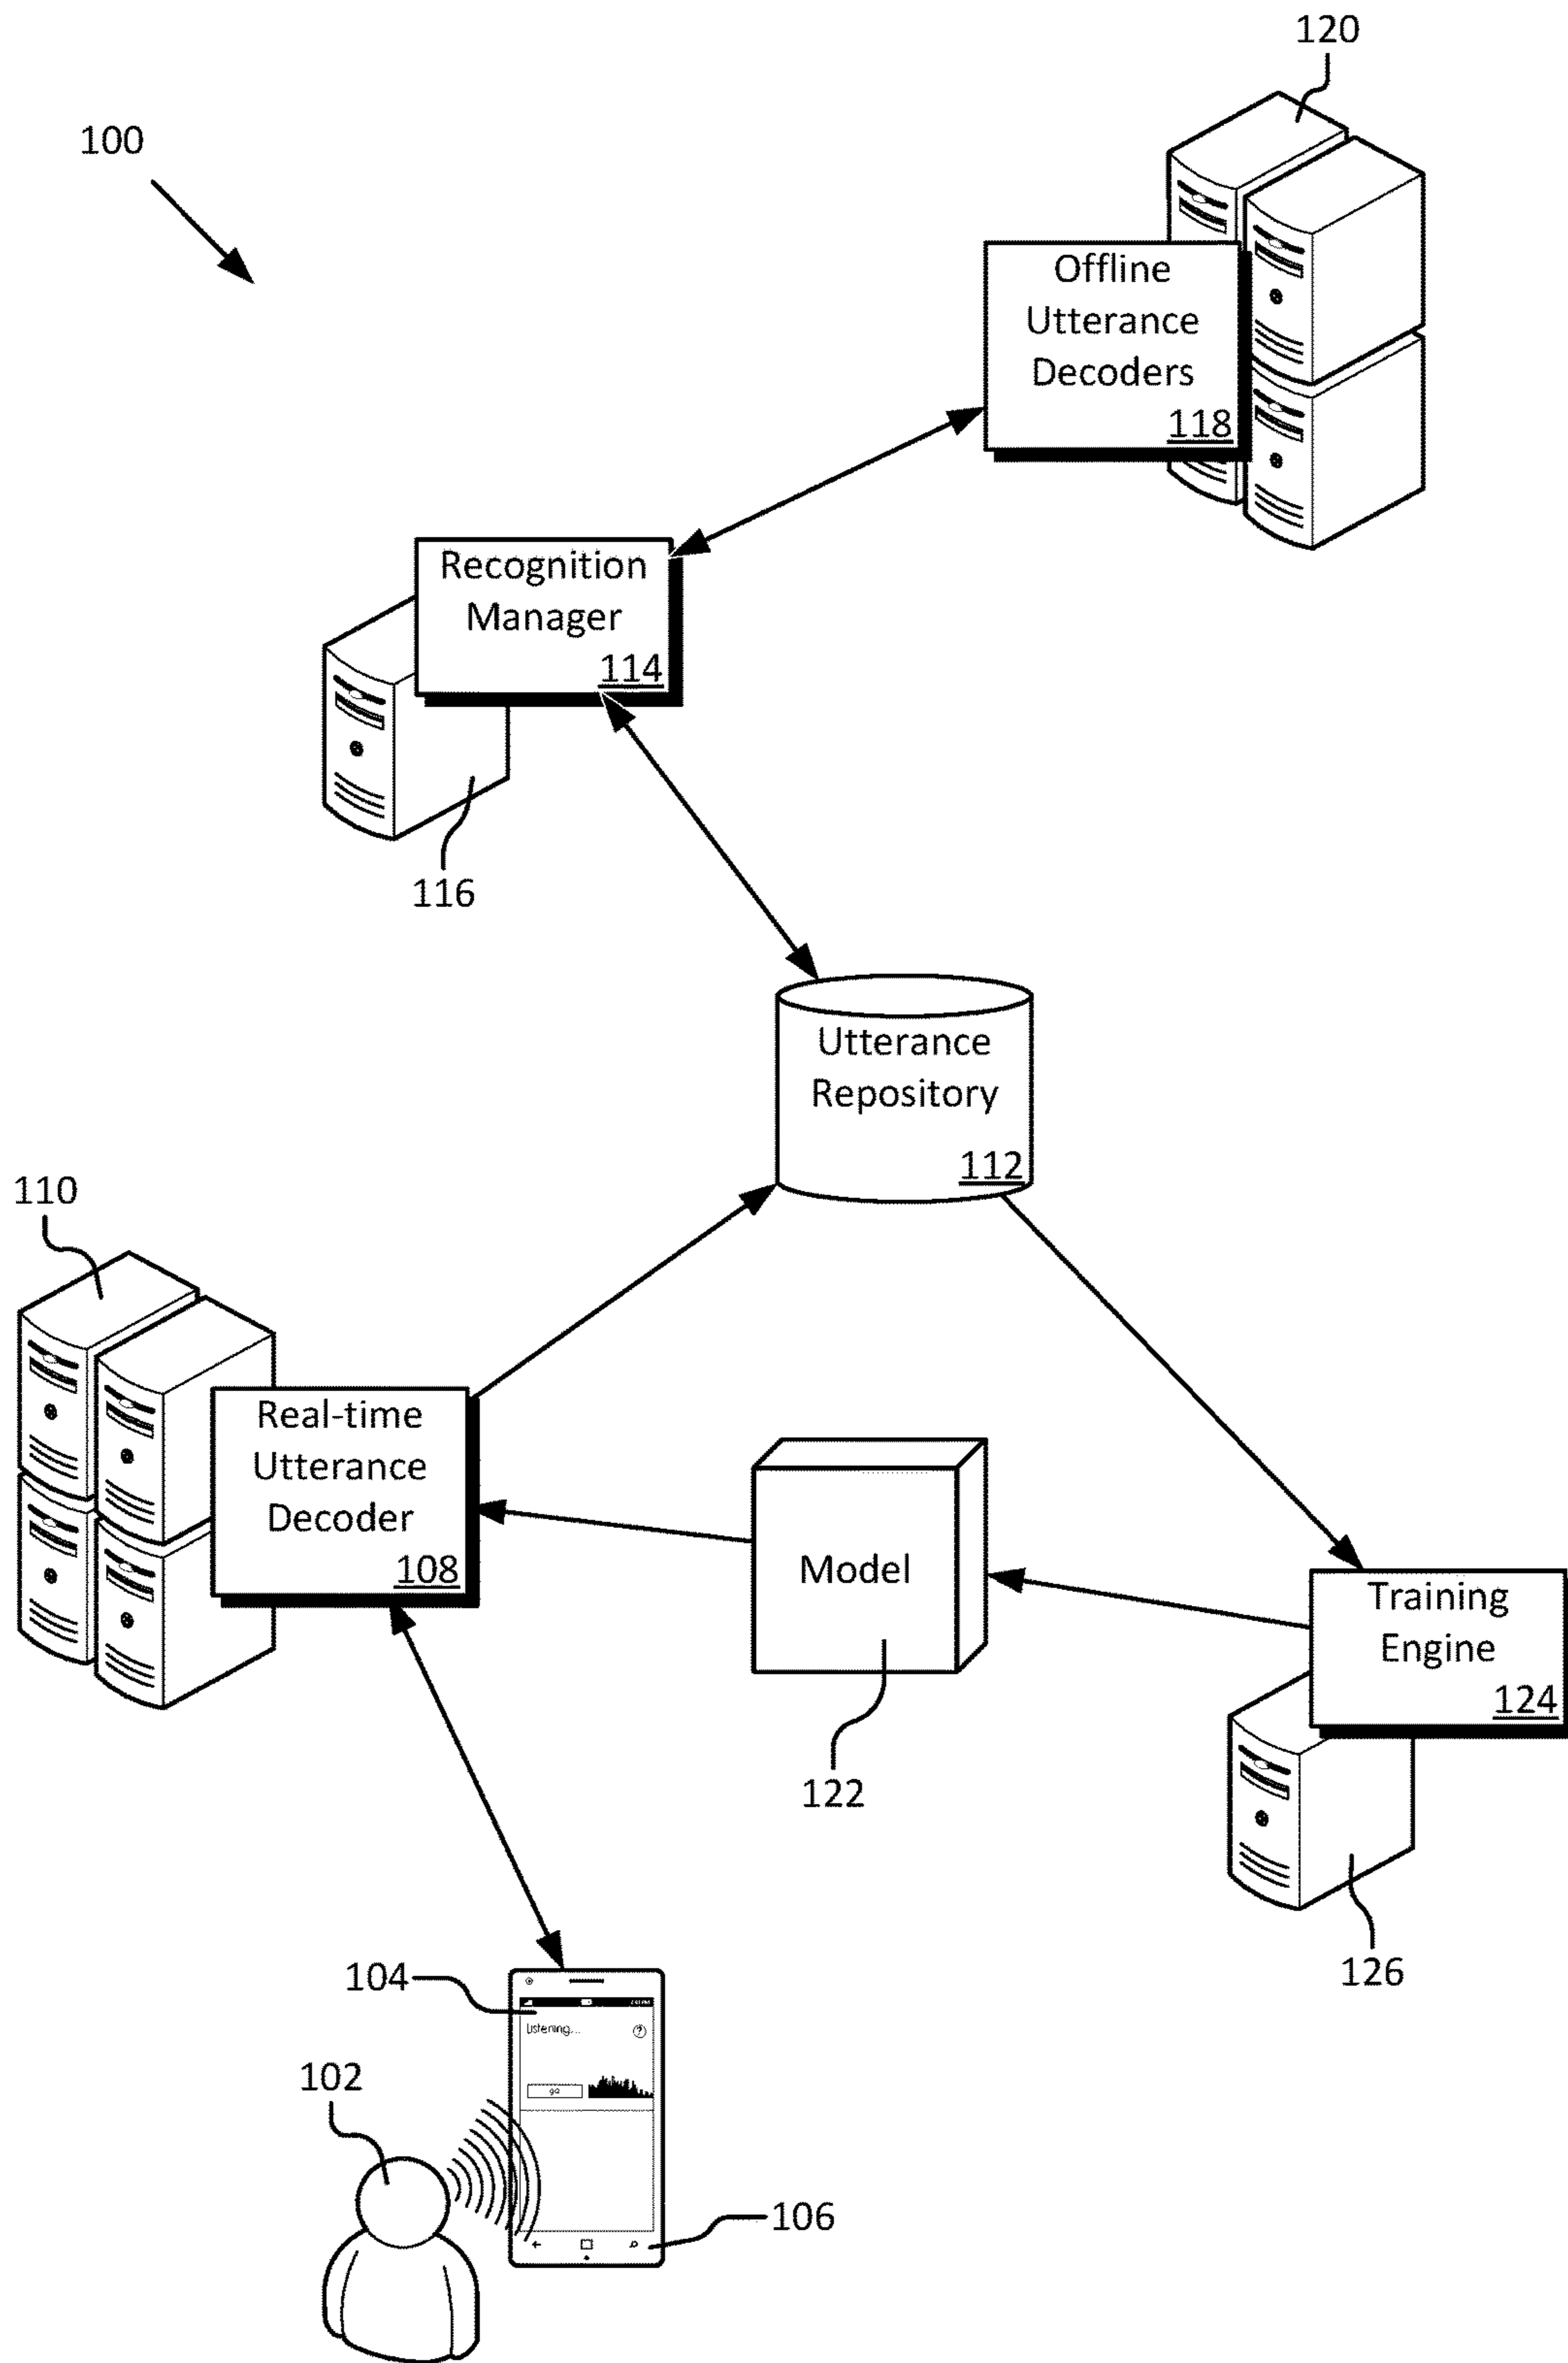 120
100
Offline
Utterance
Decoders
118
Recognition
Manager
114
116
Utterance
Repository
112
110
Real-time
Utterance
Decoder
108
Model
Training
Engine
124
122
126
104
Listening...
?
go
102
106